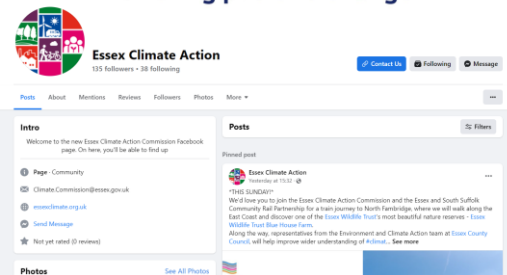 Essex Climate Action
135 followers • 38 following
Contact Us
Following
Message
Posts About Mentions Reviews Followers Photos More
Intro
Welcome to the new Essex Climate Action Commission Facebook
page. On here, you'll be able to find up
Page · Community
Climate.Commission@essex.gov.uk
essexclimate.org.uk
Send Message
Not yet rated (0 reviews)
Photos
See All Photos
Posts
Filters
Pinned post
Essex Climate Action
Yesterday at 15:32
*THIS SUNDAY!*
We'd love you to join the Essex Climate Action Commission and the Essex and South Suffolk
Community Rail Partnership for a train journey to North Fambridge, where we will walk along the
East Coast and discover one of the Essex Wildlife Trust's most beautiful nature reserves - Essex
Wildlife Trust Blue House Farm.
Along the way, representatives from the Environment and Climate Action team at Essex County
Council, will help improve wider understanding of #climat... See more